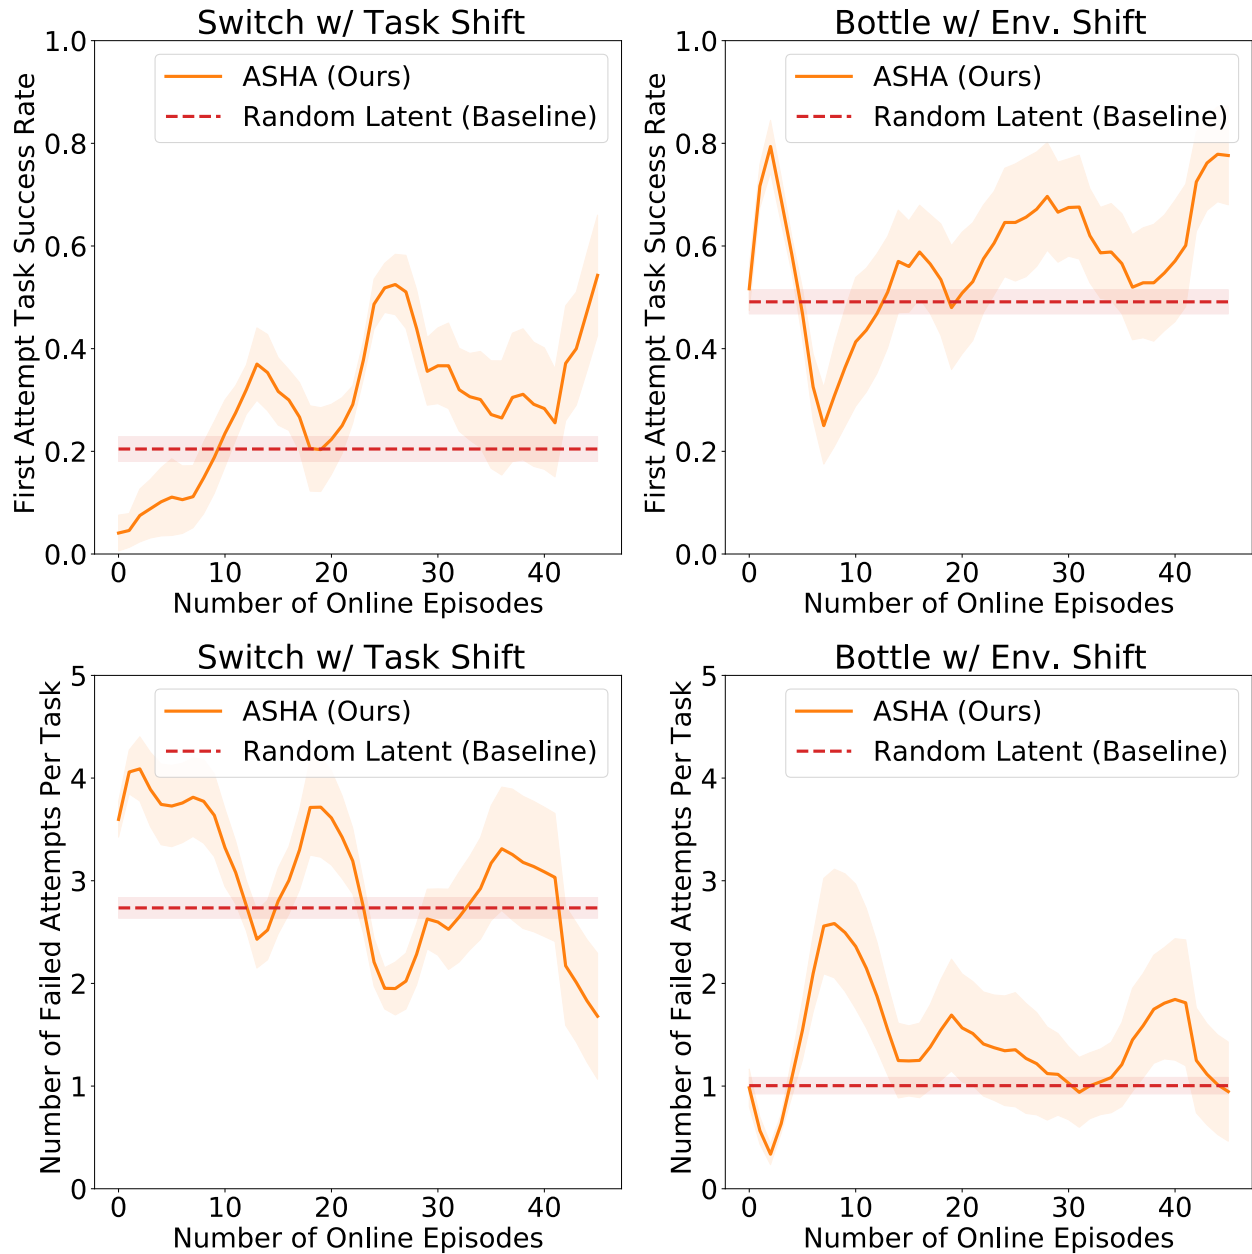 Switch w/ Task Shift
First Attempt Task Success Rate
1.0
0.8
0.6
0.4
0.2
0.0
ASHA (Ours)
Random Latent (Baseline)
0 10 20 30 40
Number of Online Episodes
Bottle w/ Env. Shift
First Attempt Task Success Rate
1.0
0.8
0.6
0.4
0.2
0.0
ASHA (Ours)
Random Latent (Baseline)
0 10 20 30 40
Number of Online Episodes
Switch w/ Task Shift
Number of Failed Attempts Per Task
5
4
3
2
1
0
ASHA (Ours)
Random Latent (Baseline)
0 10 20 30 40
Number of Online Episodes
Bottle w/ Env. Shift
Number of Failed Attempts Per Task
5
4
3
2
1
0
ASHA (Ours)
Random Latent (Baseline)
0 10 20 30 40
Number of Online Episodes